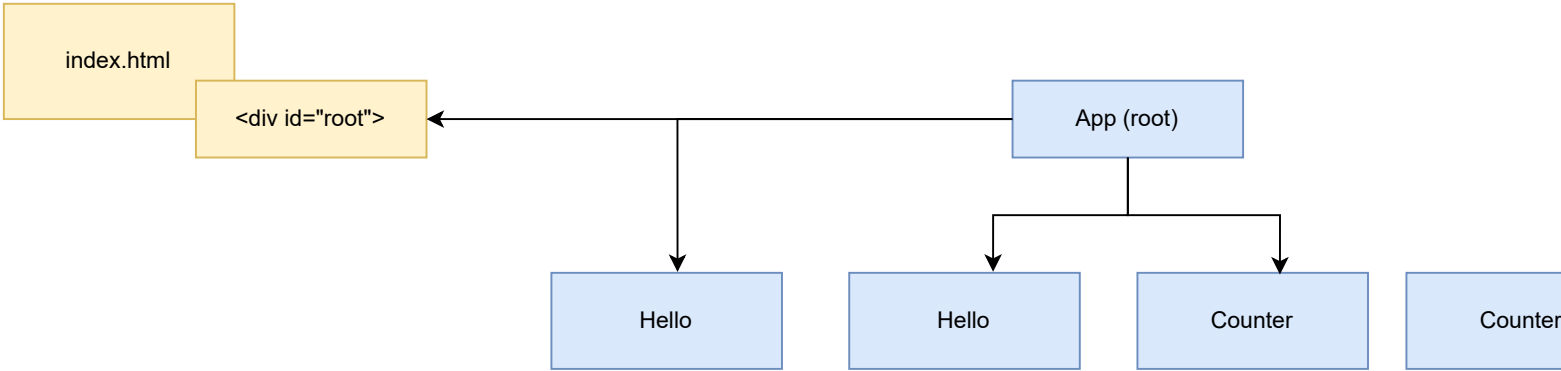 index.html
<div id="root">
App (root)
Hello
Hello
Counter
Counter